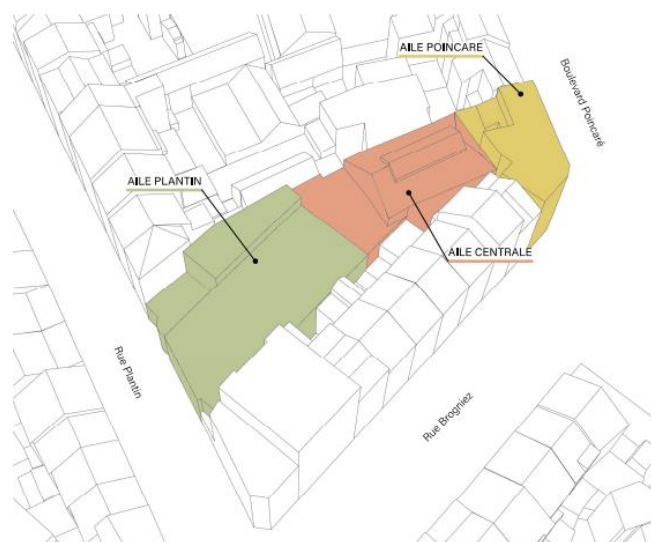 AILE POINCARE
Boulevard Poincaré
AILE PLANTIN
AILE CENTRALE
Rue Plantin
Rue Brogniez